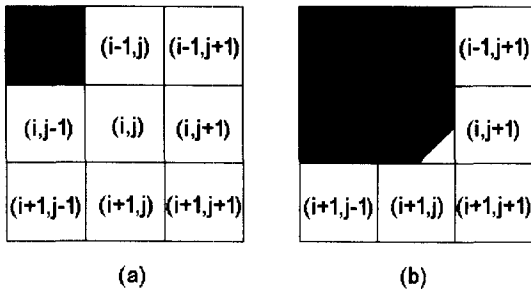 (i-1,j) (i-1,j+1) (i-1,j+1)
(i,j-1) (i,j) (i,j+1) (i,j+1)
(i+1,j-1) (i+1,j) (i+1,j+1) (i+1,j-1) (i+1,j) (i+1,j+1)
(a) (b)